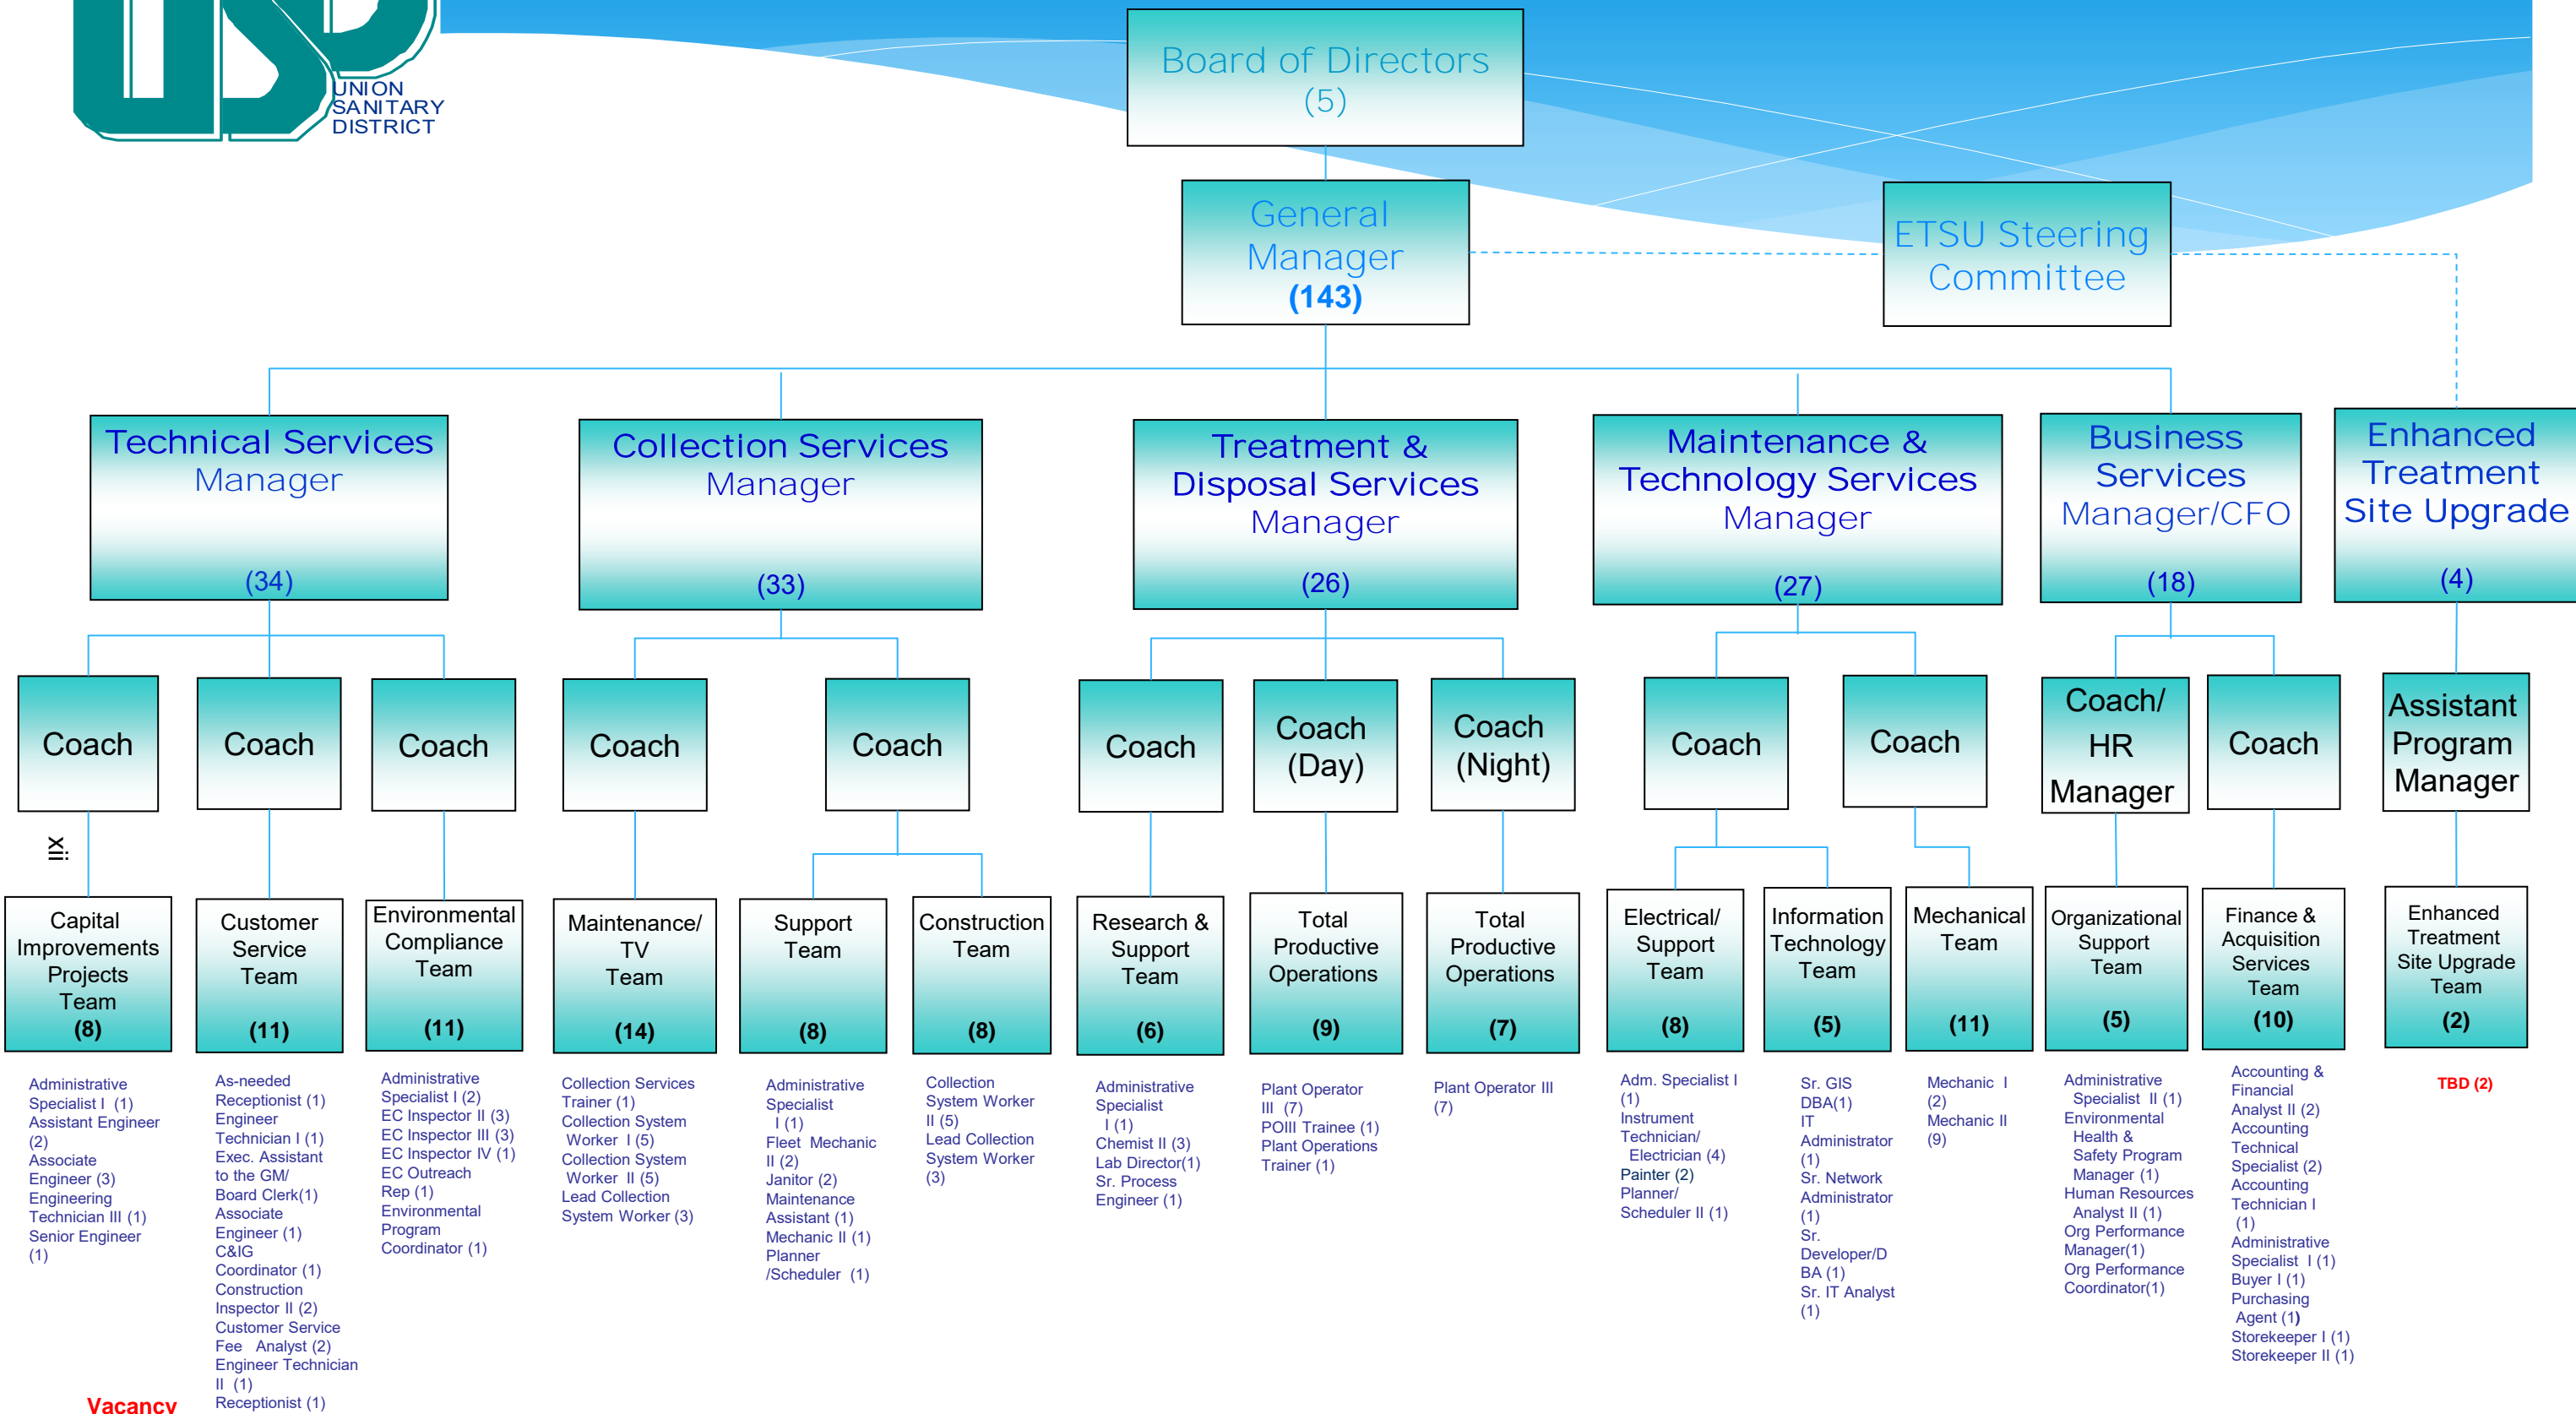 UNION
SANITARY
DISTRICT
Board of Directors
(5)
General
Manager
(143)
ETSU Steering
Committee
Technical Services
Manager
(34)
Collection Services
Manager
(33)
Treatment &
Disposal Services
Manager
(26)
Maintenance &
Technology Services
Manager
(27)
Business
Services
Manager/CFO
(18)
Enhanced
Treatment
Site Upgrade
(4)
Coach
Coach
Coach
Coach
Coach
Coach
Coach
(Day)
Coach
(Night)
Coach
Coach
Coach/
HR
Manager
Coach
Assistant
Program
Manager
xii
Capital
Improvements
Projects
Team
(8)
Customer
Service
Team
(11)
Environmental
Compliance
Team
(11)
Maintenance/
TV
Team
(14)
Support
Team
(8)
Construction
Team
(8)
Research &
Support
Team
(6)
Total
Productive
Operations
(9)
Total
Productive
Operations
(7)
Electrical/
Support
Team
(8)
Information
Technology
Team
(5)
Mechanical
Team
(11)
Organizational
Support
Team
(5)
Finance &
Acquisition
Services
Team
(10)
Enhanced
Treatment
Site Upgrade
Team
(2)
Administrative
Specialist I (1)
Assistant Engineer
(2)
Associate
Engineer (3)
Engineering
Technician III (1)
Senior Engineer
(1)
As-needed
Receptionist (1)
Engineer
Technician I (1)
Exec. Assistant
to the GM/
Board Clerk(1)
Associate
Engineer (1)
C&IG
Coordinator (1)
Construction
Inspector II (2)
Customer Service
Fee Analyst (2)
Engineer Technician
II (1)
Receptionist (1)
Administrative
Specialist I (2)
EC Inspector II (3)
EC Inspector III (3)
EC Inspector IV (1)
EC Outreach
Rep (1)
Environmental
Program
Coordinator (1)
Collection Services
Trainer (1)
Collection System
Worker I (5)
Collection System
Worker II (5)
Lead Collection
System Worker (3)
Administrative
Specialist
I (1)
Fleet Mechanic
II (2)
Janitor (2)
Maintenance
Assistant (1)
Mechanic II (1)
Planner
/Scheduler (1)
Collection
System Worker
II (5)
Lead Collection
System Worker
(3)
Administrative
Specialist
I (1)
Chemist II (3)
Lab Director(1)
Sr. Process
Engineer (1)
Plant Operator
III (7)
POIII Trainee (1)
Plant Operations
Trainer (1)
Plant Operator III
(7)
Adm. Specialist I
(1)
Instrument
Technician/
Electrician (4)
Painter (2)
Planner/
Scheduler II (1)
Sr. GIS
DBA(1)
IT
Administrator
(1)
Sr. Network
Administrator
(1)
Sr.
Developer/D
BA (1)
Sr. IT Analyst
(1)
Mechanic I
(2)
Mechanic II
(9)
Administrative
Specialist II (1)
Environmental
Health &
Safety Program
Manager (1)
Human Resources
Analyst II (1)
Org Performance
Manager(1)
Org Performance
Coordinator(1)
Accounting &
Financial
Analyst II (2)
Accounting
Technical
Specialist (2)
Accounting
Technician I
(1)
Administrative
Specialist I (1)
Buyer I (1)
Purchasing
Agent (1)
Storekeeper I (1)
Storekeeper II (1)
TBD (2)
Vacancy